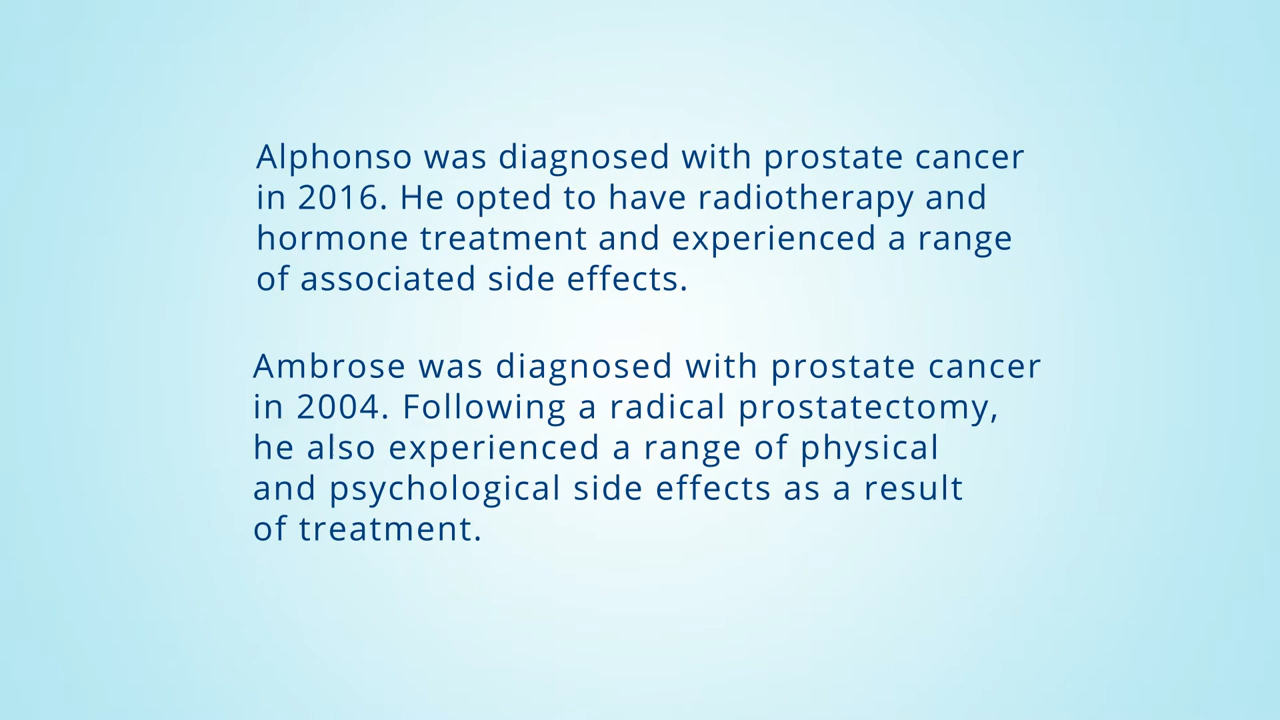 Alphonso was diagnosed with prostate cancer
in 2016. He opted to have radiotherapy and
hormone treatment and experienced a range
of associated side effects.
Ambrose was diagnosed with prostate cancer
in 2004. Following a radical prostatectomy,
he also experienced a range of physical
and psychological side effects as a result
of treatment.